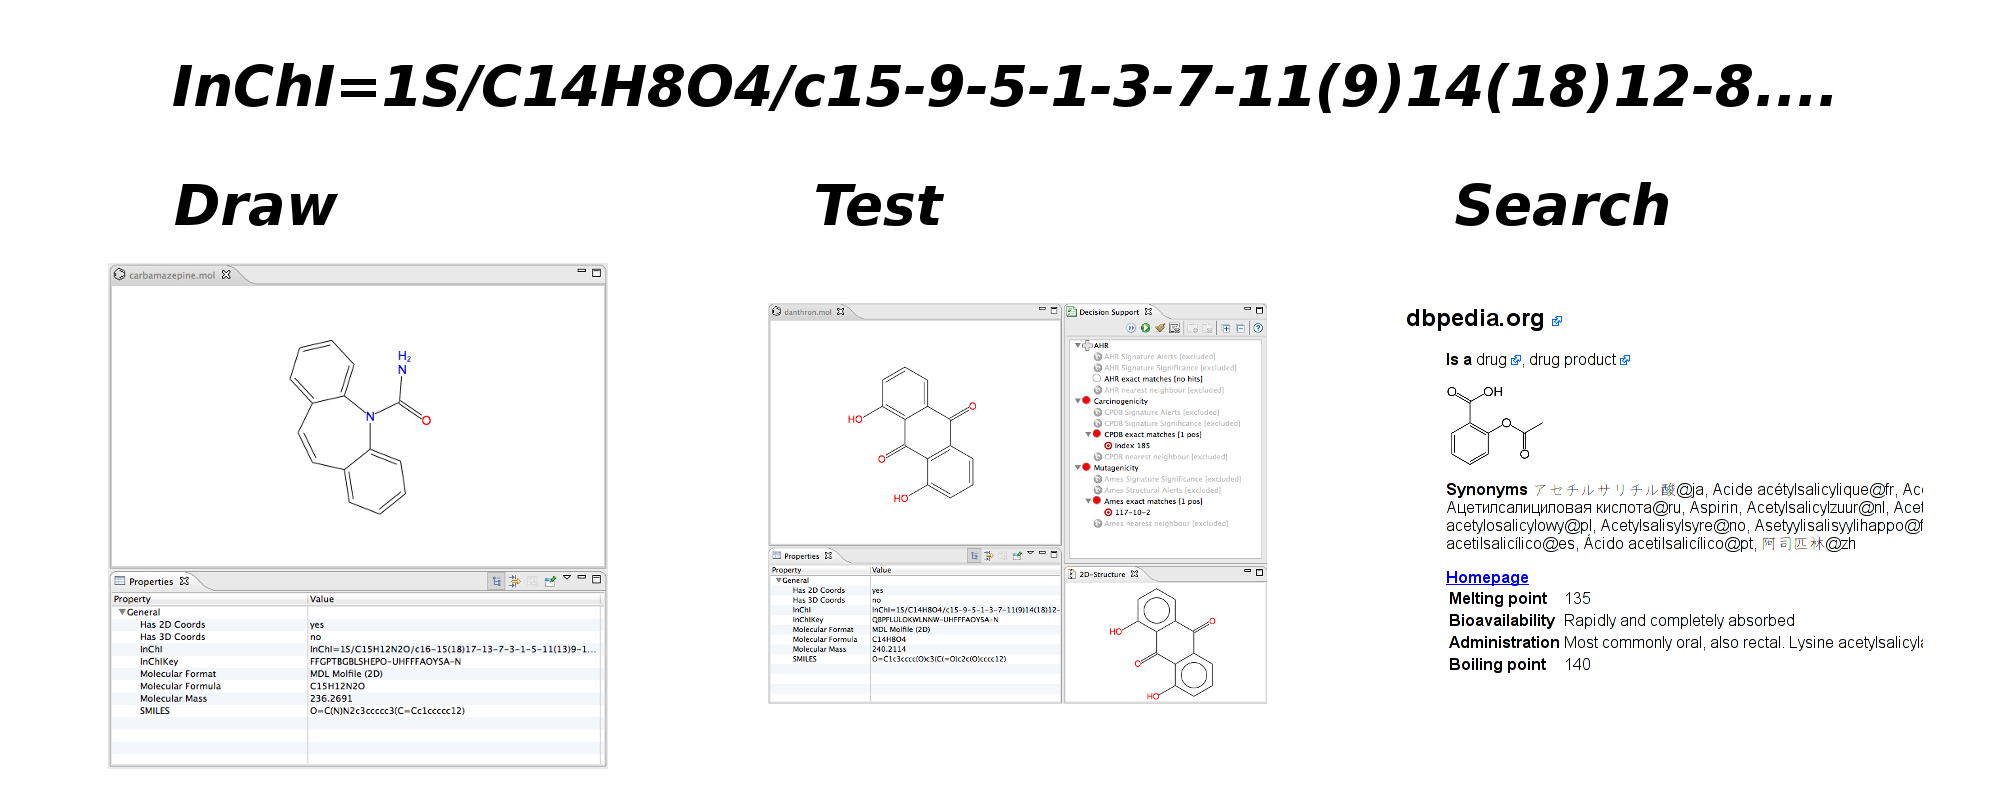 InChI=1S/C14H8O4/c15-9-5-1-3-7-11(9)14(18)12-8....
Draw
carbamazepine.mol
H2
N
N
O
Properties
Property Value
General
Has 2D Coords yes
Has 3D Coords no
InChI InChI=1S/C15H12N2O/c16-15(18)17-13-7-3-1-5-11(13)9-1...
InChIKey FFGPTBGBLSHEPO-UHFFFAOYSA-N
Molecular Format MDL Molfile (2D)
Molecular Formula C15H12N2O
Molecular Mass 236.2691
SMILES O=C(N)N2c3ccccc3(C=Cc1ccccc12)
Test
danthron.mol
O
HO
O
HO
Decision Support
AHR
AHR Signature Alerts [excluded]
AHR Signature Significance [excluded]
AHR exact matches [no hits]
AHR nearest neighbour [excluded]
Carcinogenicity
CPDB Signature Alerts [excluded]
CPDB Signature Significance [excluded]
CPDB exact matches [1 pos]
Index 185
CPDB nearest neighbour [excluded]
Mutagenicity
Ames Signature Significance [excluded]
Ames Structural Alerts [excluded]
Ames exact matches [1 pos]
117-10-2
Ames nearest neighbour [excluded]
Properties
Property Value
General
Has 2D Coords yes
Has 3D Coords no
InChI InChI=1S/C14H8O4/c15-9-5-1-3-7-11(9)14(18)12-
InChIKey QBPFLULOKWLNNW-UHFFFAOYSA-N
Molecular Format MDL Molfile (2D)
Molecular Formula C14H8O4
Molecular Mass 240.2114
SMILES O=C1c3cccc(O)c3(C(=O)c2c(O)cccc12)
2D-Structure
O
HO
O
HO
Search
dbpedia.org
Is a drug, drug product
O OH
O
O
Synonyms アセチルサリチル酸@ja, Acide acétylsalicylique@fr, Ac
Ацетилсалициловая кислота@ru, Aspirin, Acetylsalicylzuur@nl, Acet
acetylosalicylowy@pl, Acetylsalisylsyre@no, Asetyylisalisyylihappo@f
acetilsalicílico@es, Ácido acetilsalicílico@pt, 阿司匹林@zh
Homepage
Melting point 135
Bioavailability Rapidly and completely absorbed
Administration Most commonly oral, also rectal. Lysine acetylsalicyla
Boiling point 140